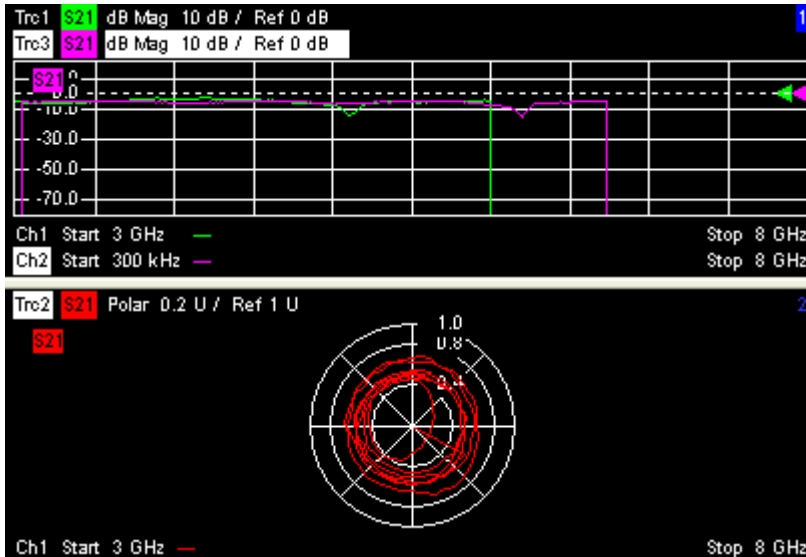 Trc1 S21 dB Mag 10 dB / Ref 0 dB 1
Trc3 S21 dB Mag 10 dB / Ref 0 dB
S21
0.0
-10.0
-30.0
-50.0
-70.0
Ch1 Start 3 GHz — Stop 8 GHz
Ch2 Start 300 kHz — Stop 8 GHz
Trc2 S21 Polar 0.2 U / Ref 1 U 2
S21
1.0
0.8
0.4
Ch1 Start 3 GHz — Stop 8 GHz